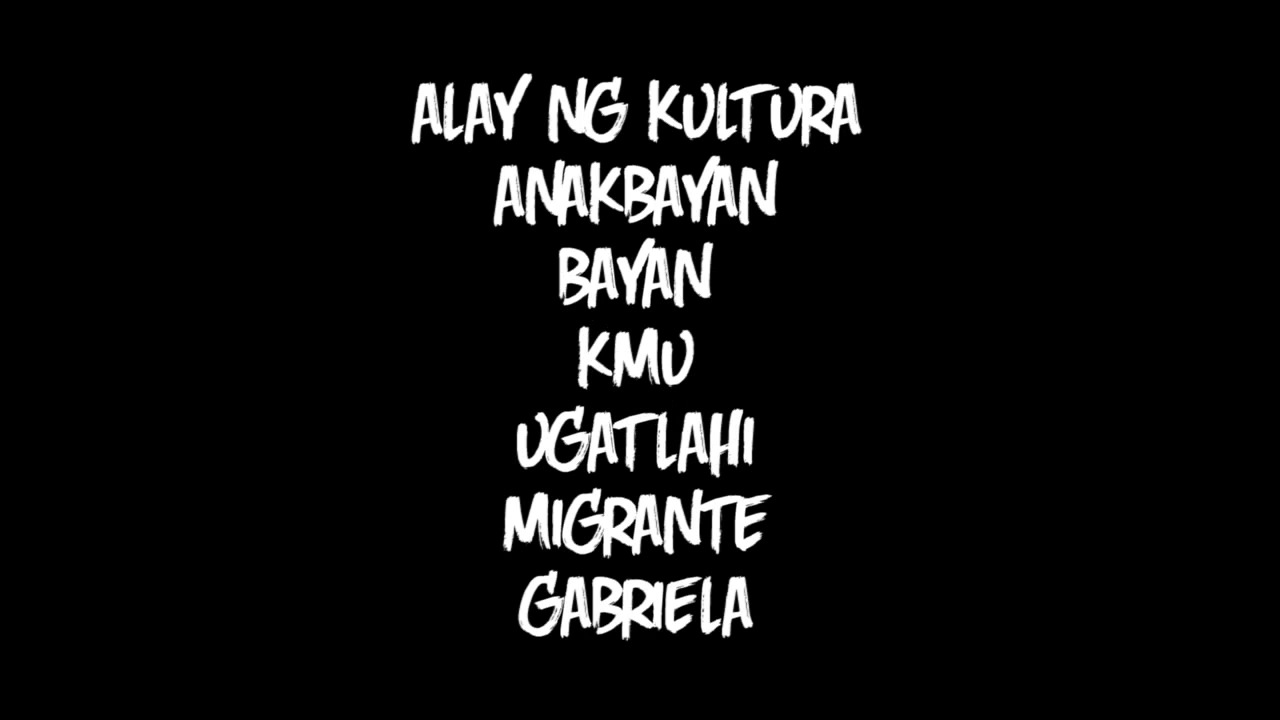 ALAY NG KULTURA
ANAKBAYAN
BAYAN
KMU
UGATLAHI
MIGRANTE
GABRIELA